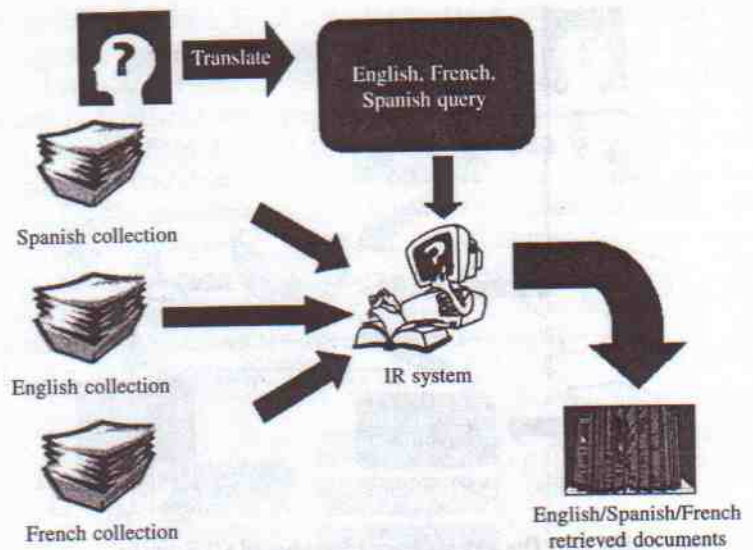 ?
Translate
English, French,
Spanish query
Spanish collection
?
English collection
IR system
French collection
English/Spanish/French
retrieved documents